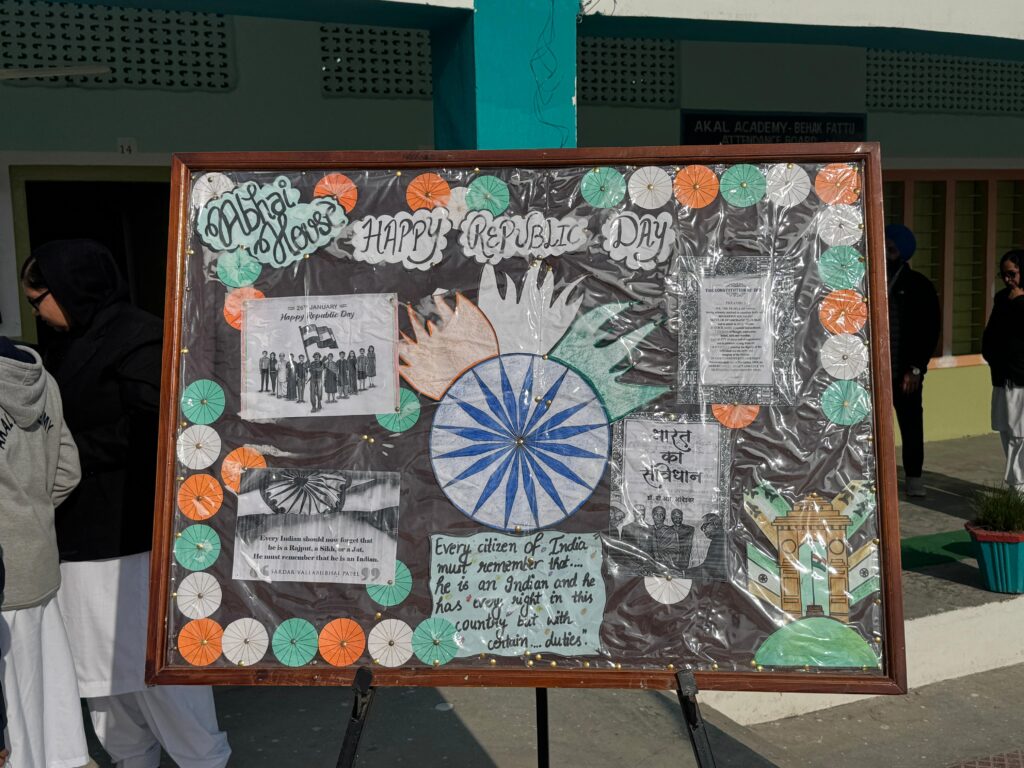 14
AKAL ACADEMY - BEHAK FATTU
ATTENDANCE BOARD
Abhai
House
HAPPY REPUBLIC DAY
26th JANUARY
Happy Republic Day
Every Indian should now forget that
he is a Rajput, a Sikh, or a Jat,
He must remember that he is an Indian.
SARDAR VALLABHBHAI PATEL
Every citizen of India
must remember that....
he is an Indian and he
has every right in this
country but with
certain .... duties".
THE CONSTITUTION OF
भारत
का
संविधान